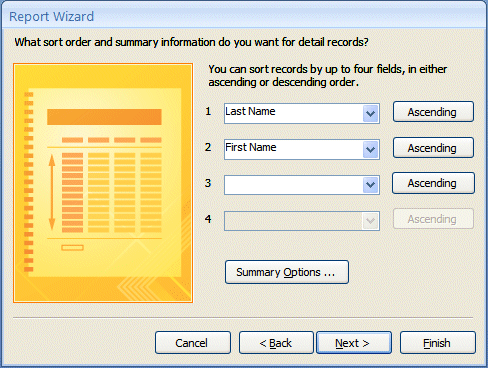 Report Wizard
What sort order and summary information do you want for detail records?
You can sort records by up to four fields, in either
ascending or descending order.
1 Last Name Ascending
2 First Name Ascending
3 Ascending
4 Ascending
Summary Options ...
Cancel < Back Next > Finish